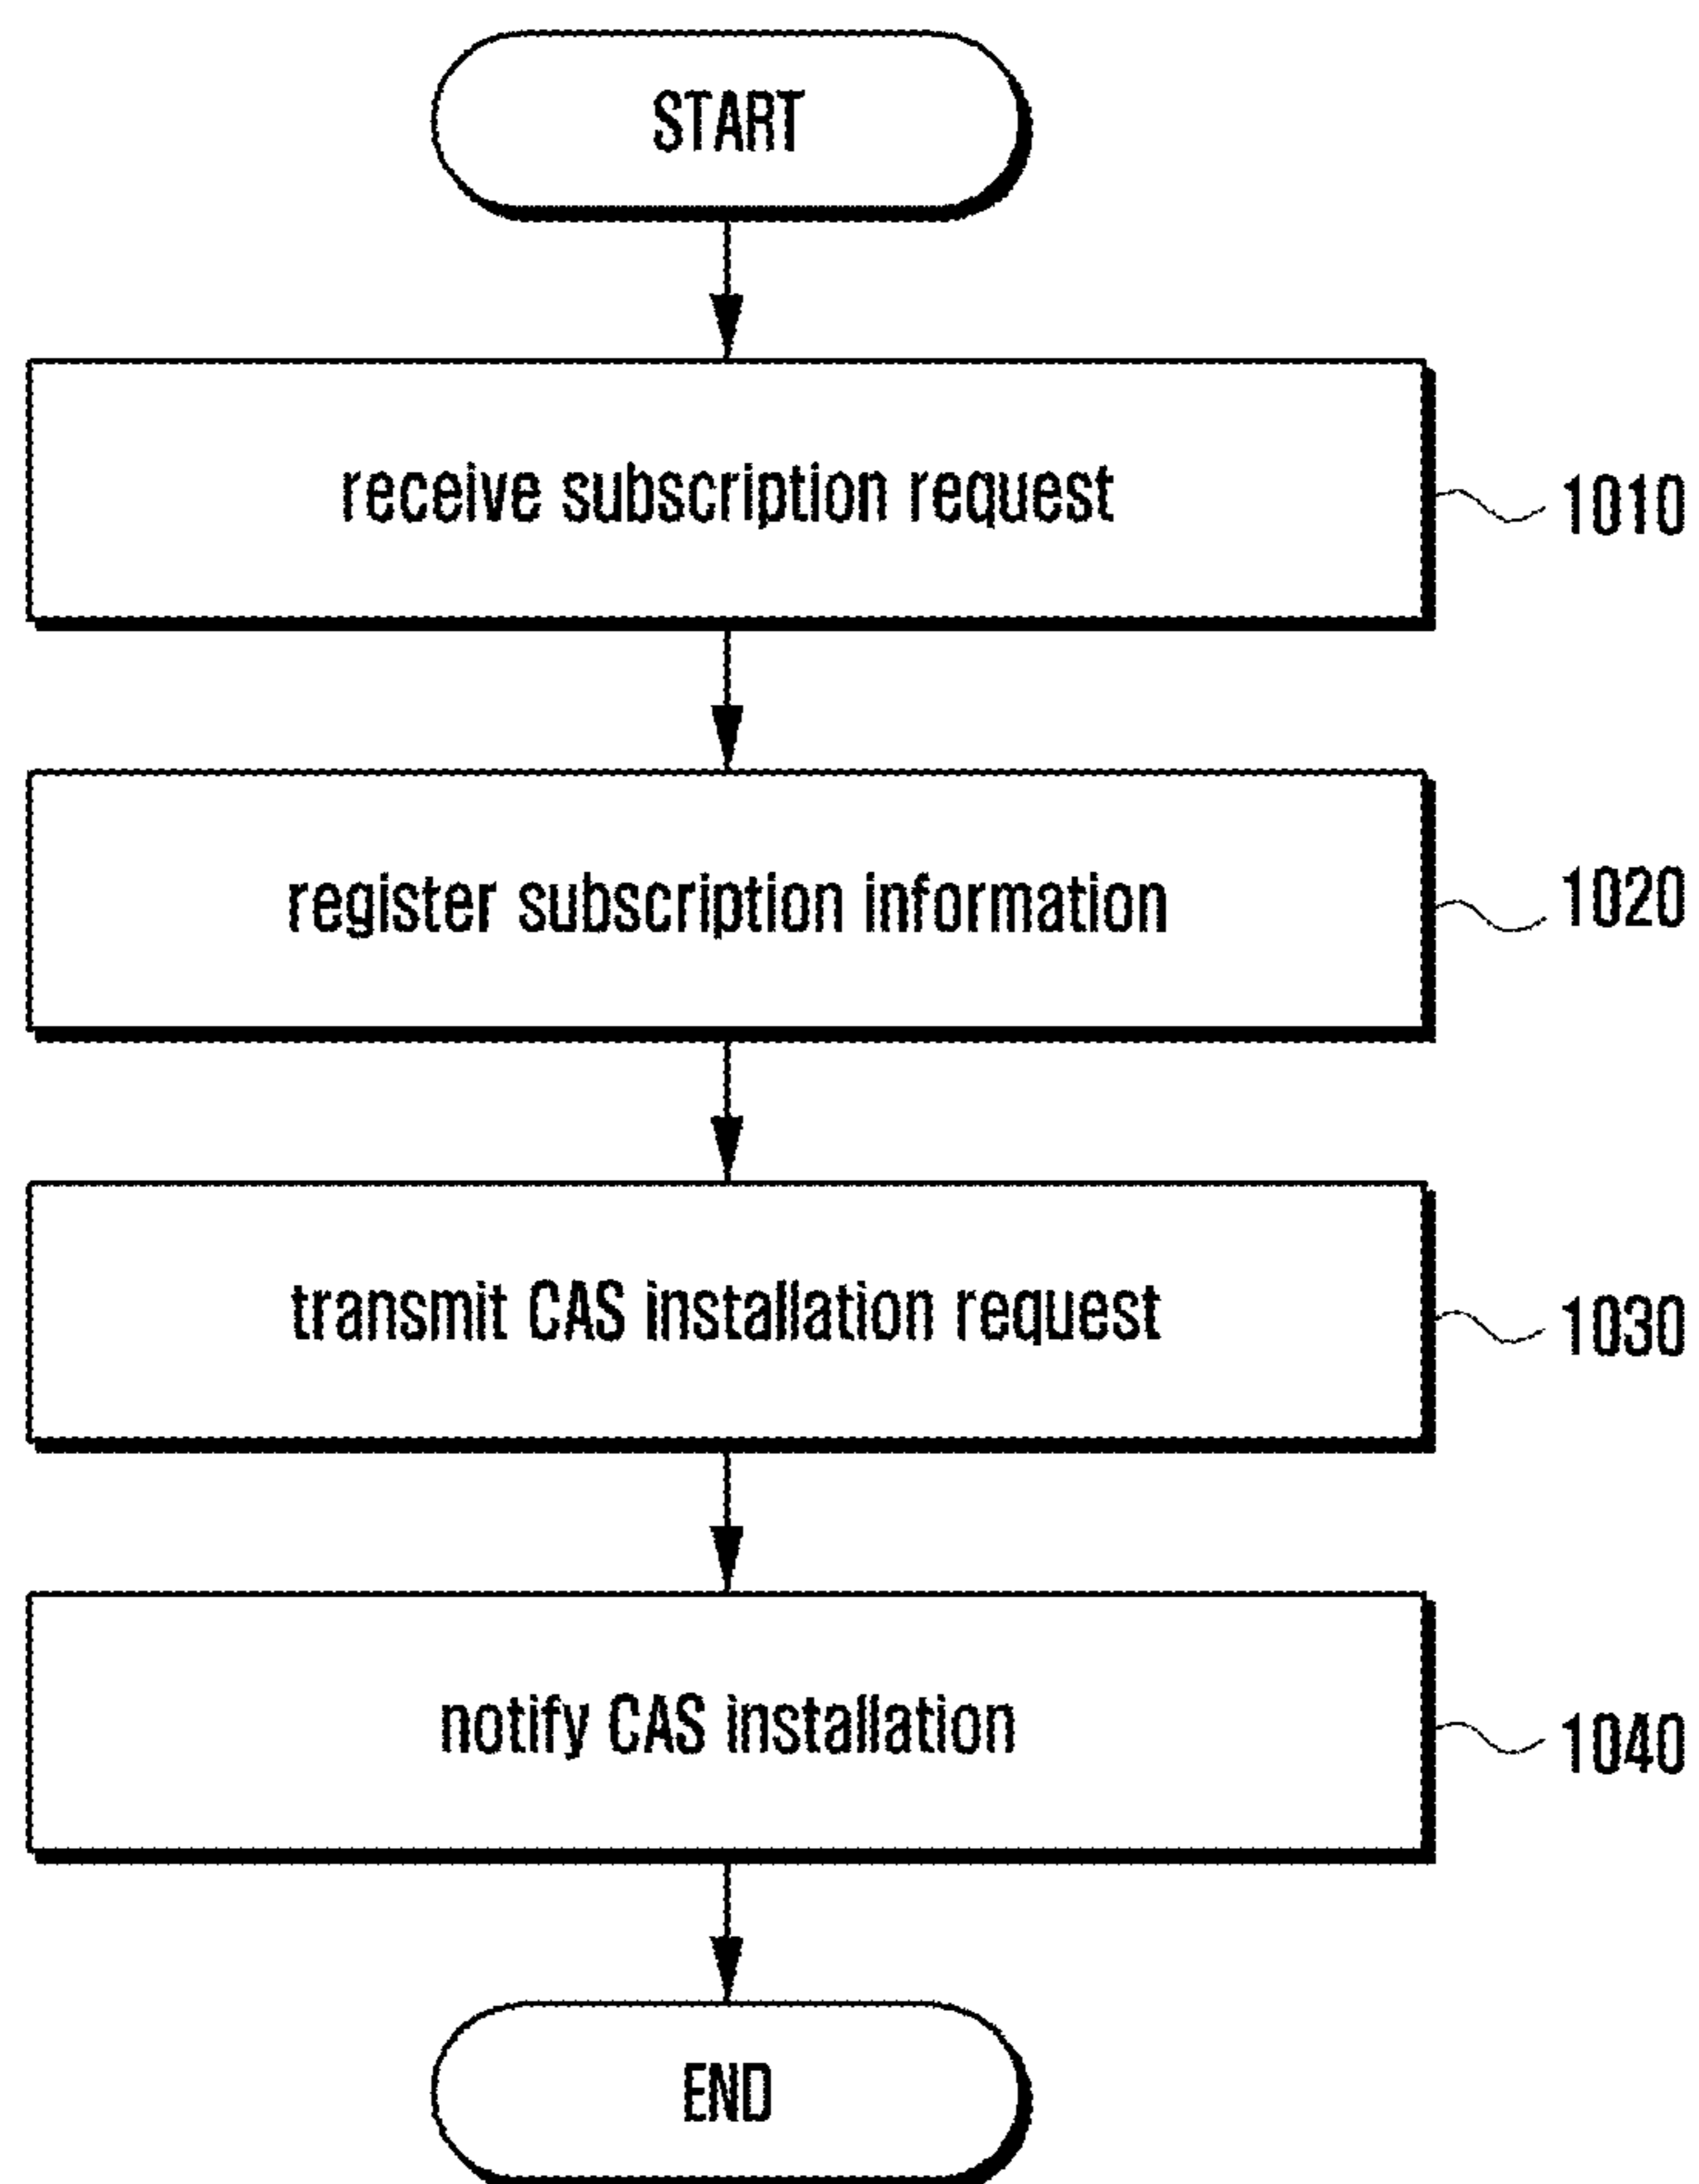 START
receive subscription request
1010
register subscription information
1020
transmit CAS installation request
1030
notify CAS installation
1040
END